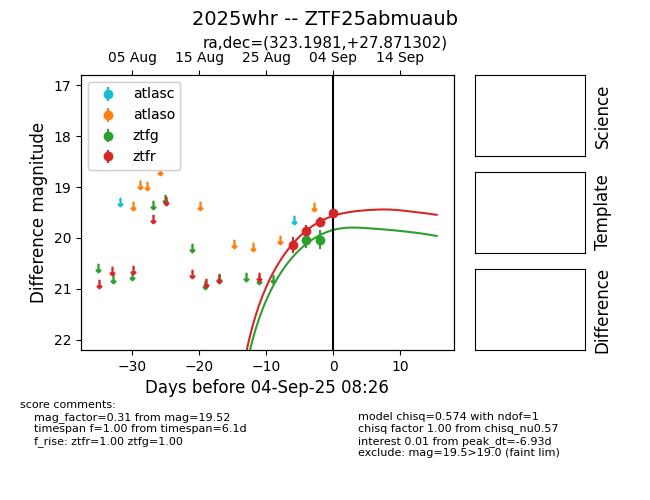 2025whr -- ZTF25abmuaub
ra,dec=(323.1981,+27.871302)
05 Aug 15 Aug 25 Aug 04 Sep 14 Sep
17
18
19
20
21
22
Difference magnitude
atlasc
atlaso
ztfg
ztfr
−30 −20 −10 0 10
Days before 04-Sep-25 08:26
Science
Template
Difference
score comments:
mag_factor=0.31 from mag=19.52
timespan f=1.00 from timespan=6.1d
f_rise: ztfr=1.00 ztfg=1.00
model chisq=0.574 with ndof=1
chisq factor 1.00 from chisq_nu0.57
interest 0.01 from peak_dt=-6.93d
exclude: mag=19.5>19.0 (faint lim)